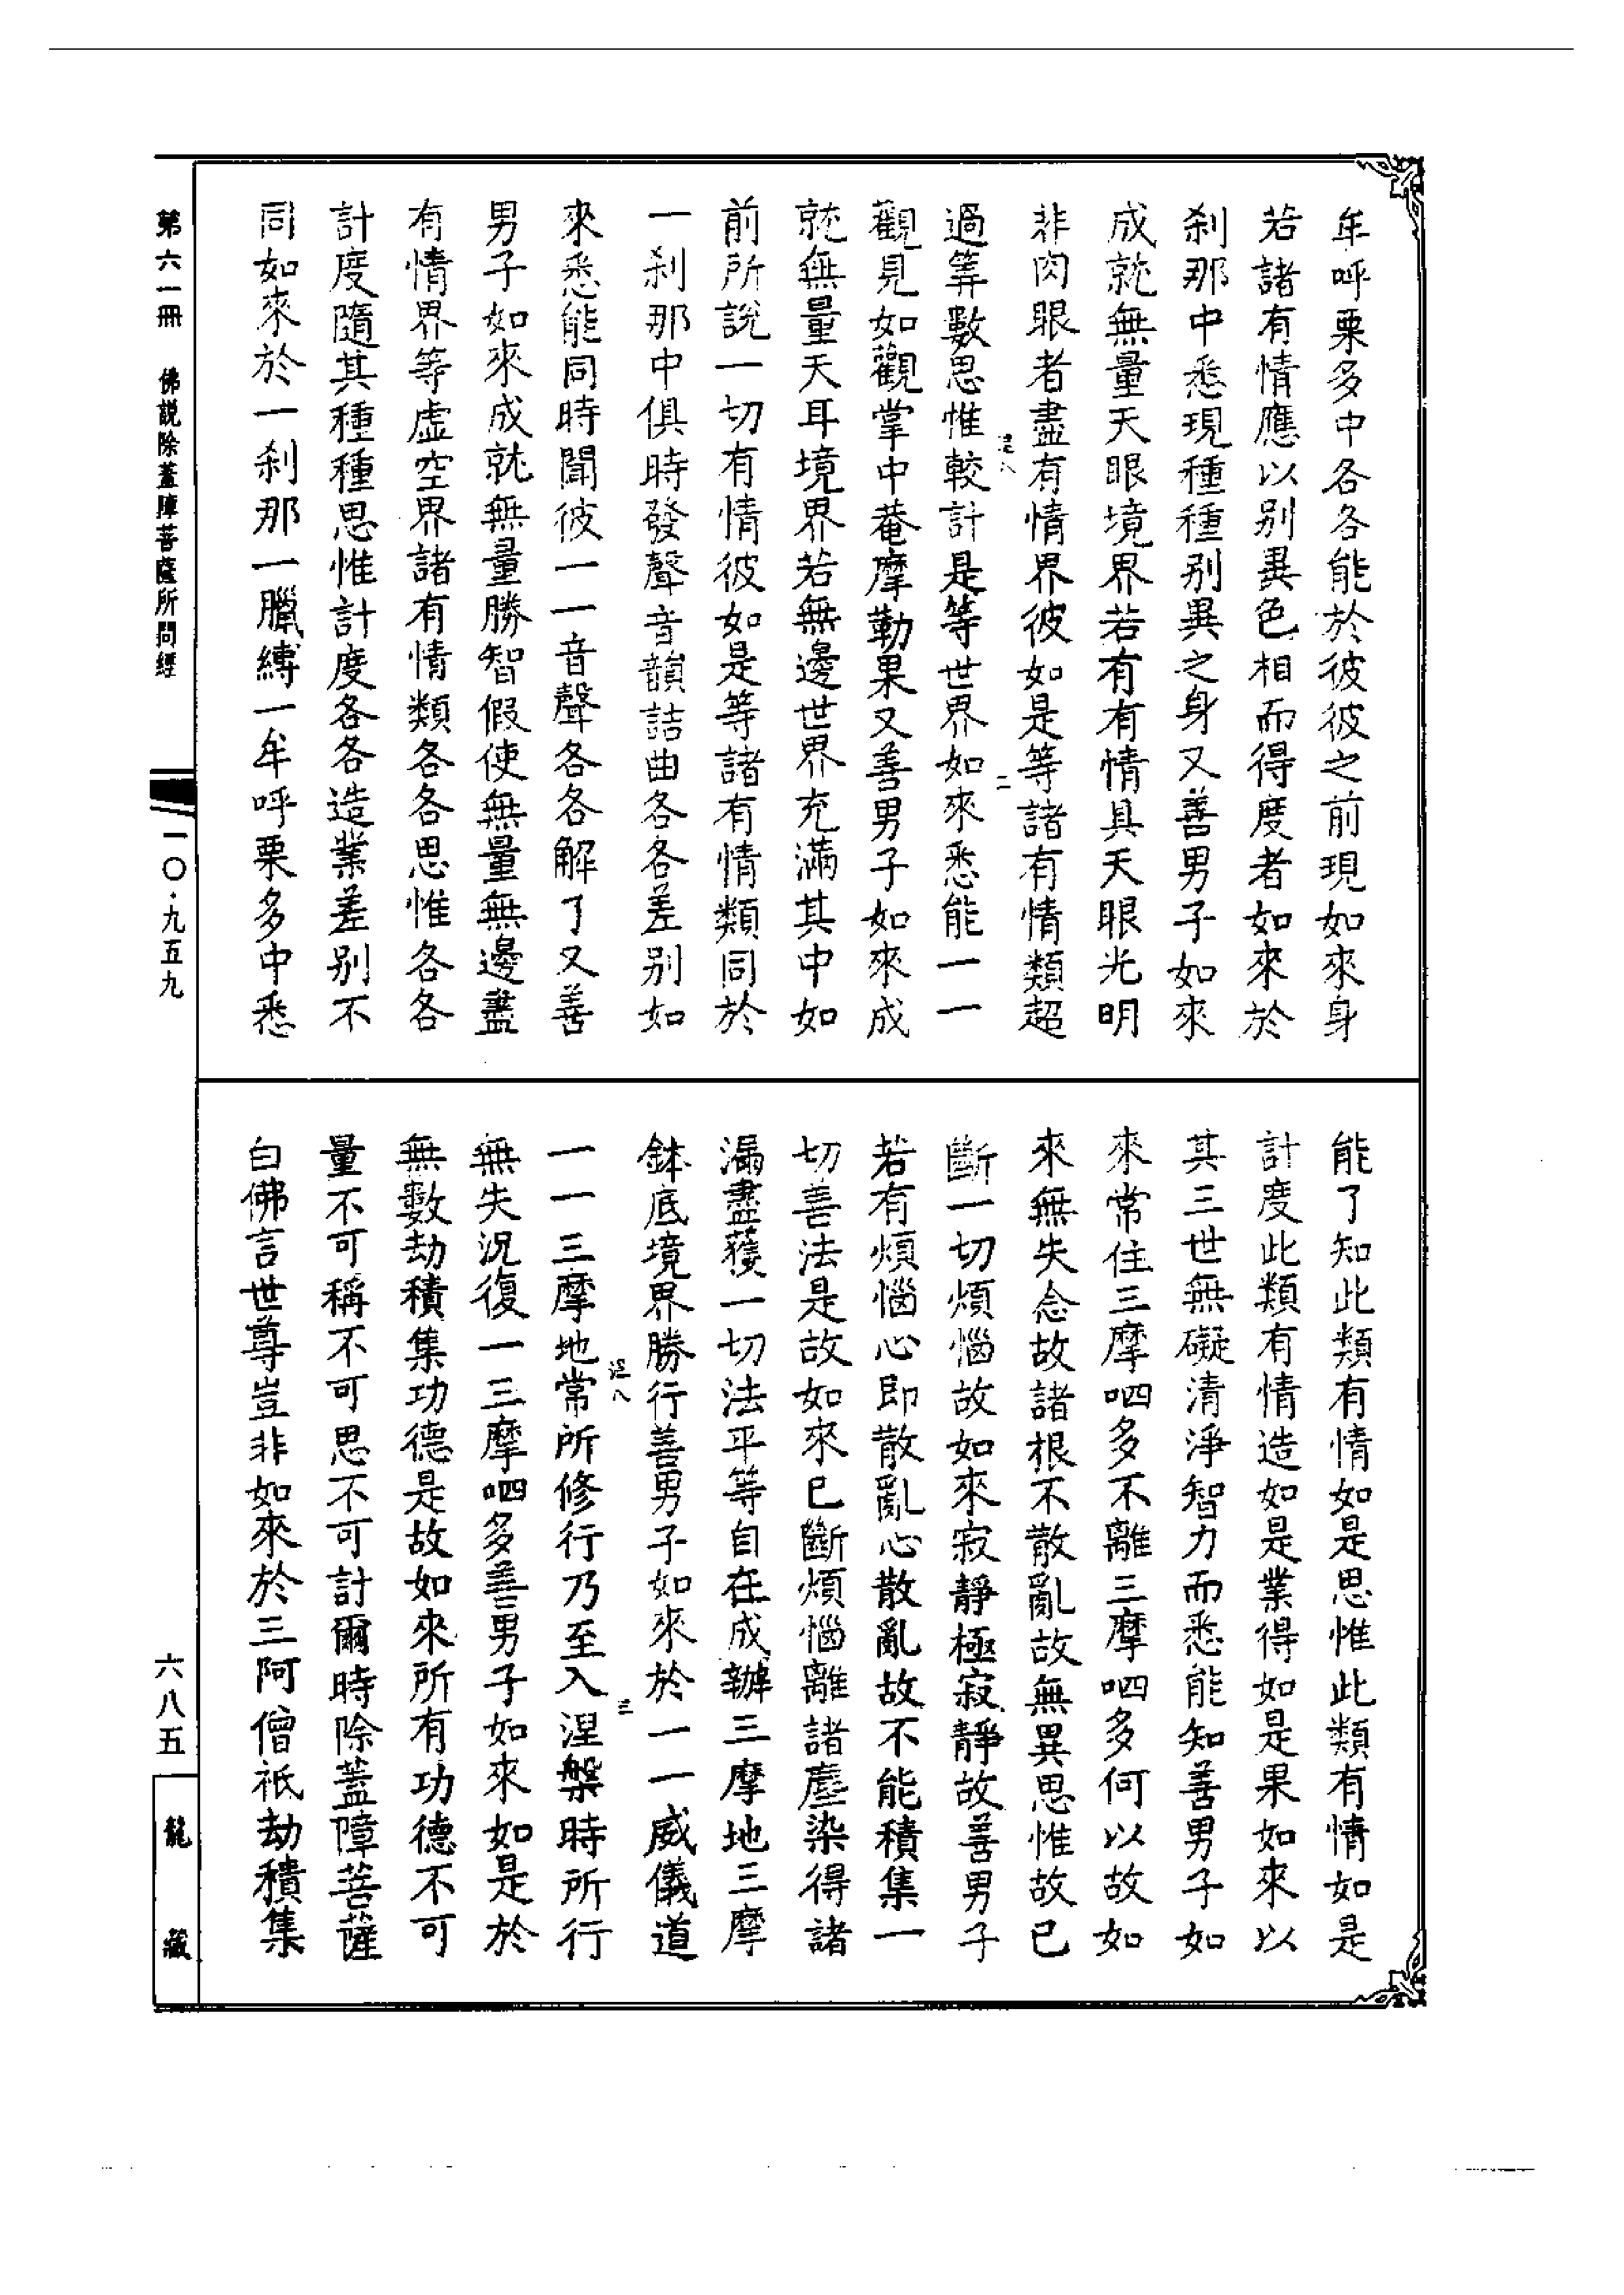 牟呼栗多中各各能於彼彼之前現如來身
若諸有情應以别異色相而得度者如來於
剎那中悉現種種别異之身又善男子如來
成就無量天眼境界若有有情具天眼光明
非肉眼者盡有情界彼如是等諸有情類超
過筭數思惟較計是等世界如來悉能一一
觀見如觀掌中菴摩勒果又善男子如來成
就無量天耳境界若無邊世界充滿其中如
前所說一切有情彼如是等諸有情類同於
一剎那中俱時發聲音韻詰曲各各差别如
來悉能同時聞彼一一音聲各各解了又善
男子如來成就無量勝智假使無量無邊盡
有情界等虛空界諸有情類各各思惟各各
計度隨其種種思惟計度各各造業差别不
同如來於一剎那一臘縛一牟呼栗多中悉
能了知此類有情如是思惟此類有情如是
計度此類有情造如是業得如是果如來以
其三世無礙清淨智力而悉能知善男子如
來常住三摩呬多不離三摩呬多何以故如
來無失念故諸根不散亂故無異思惟故已
斷一切煩惱故如來寂靜極寂靜故善男子
若有煩惱心即散亂心散亂故不能積集一
切善法是故如來已斷煩惱離諸塵染得諸
漏盡獲一切法平等自在成辦三摩地三摩
鉢底境界勝行善男子如來於一一威儀道
一一三摩地常所修行乃至入涅槃時所行
無失況復一三摩呬多善男子如來如是於
無數劫積集功德是故如來所有功德不可
量不可稱不可思不可計爾時除蓋障菩薩
白佛言世尊豈非如來於三阿僧祇劫積集
涅八
二
涅八
三
第六一冊 佛説除蓋障菩薩所問經
一〇·九五九
六八五
龍藏